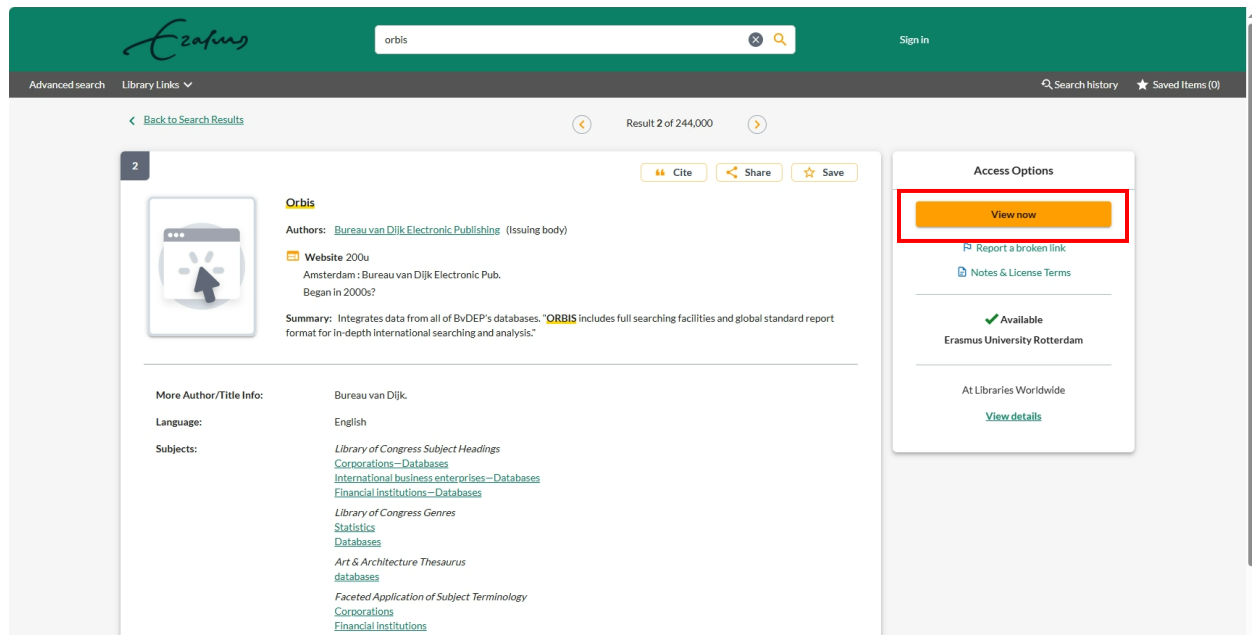 Erasmus
orbis
Sign in
Advanced search
Library Links
Search history
Saved Items (0)
Back to Search Results
Result 2 of 244,000
2
Cite
Share
Save
Orbis
Authors: Bureau van Dijk Electronic Publishing (Issuing body)
Website 200u
Amsterdam : Bureau van Dijk Electronic Pub.
Began in 2000s?
Summary: Integrates data from all of BvDEP's databases. "ORBIS includes full searching facilities and global standard report
format for in-depth international searching and analysis."
More Author/Title Info: Bureau van Dijk.
Language: English
Subjects: Library of Congress Subject Headings
Corporations—Databases
International business enterprises—Databases
Financial institutions—Databases
Library of Congress Genres
Statistics
Databases
Art & Architecture Thesaurus
databases
Faceted Application of Subject Terminology
Corporations
Financial institutions
Access Options
View now
Report a broken link
Notes & License Terms
Available
Erasmus University Rotterdam
At Libraries Worldwide
View details